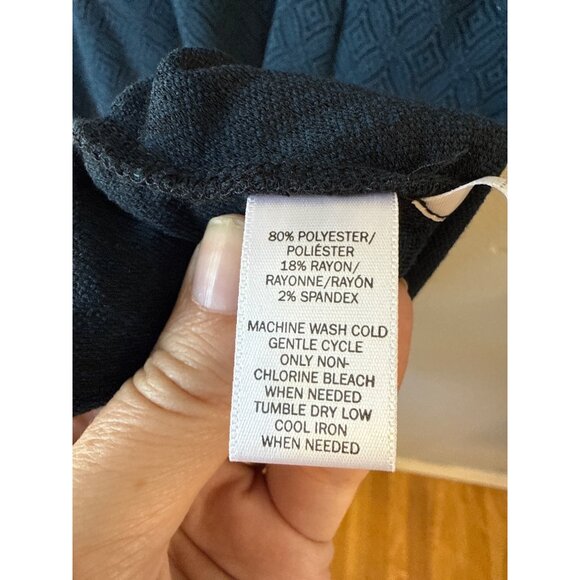 80% POLYESTER/
POLIÉSTER
18% RAYON/
RAYONNE/RAYÓN
2% SPANDEX
MACHINE WASH COLD
GENTLE CYCLE
ONLY NON-
CHLORINE BLEACH
WHEN NEEDED
TUMBLE DRY LOW
COOL IRON
WHEN NEEDED